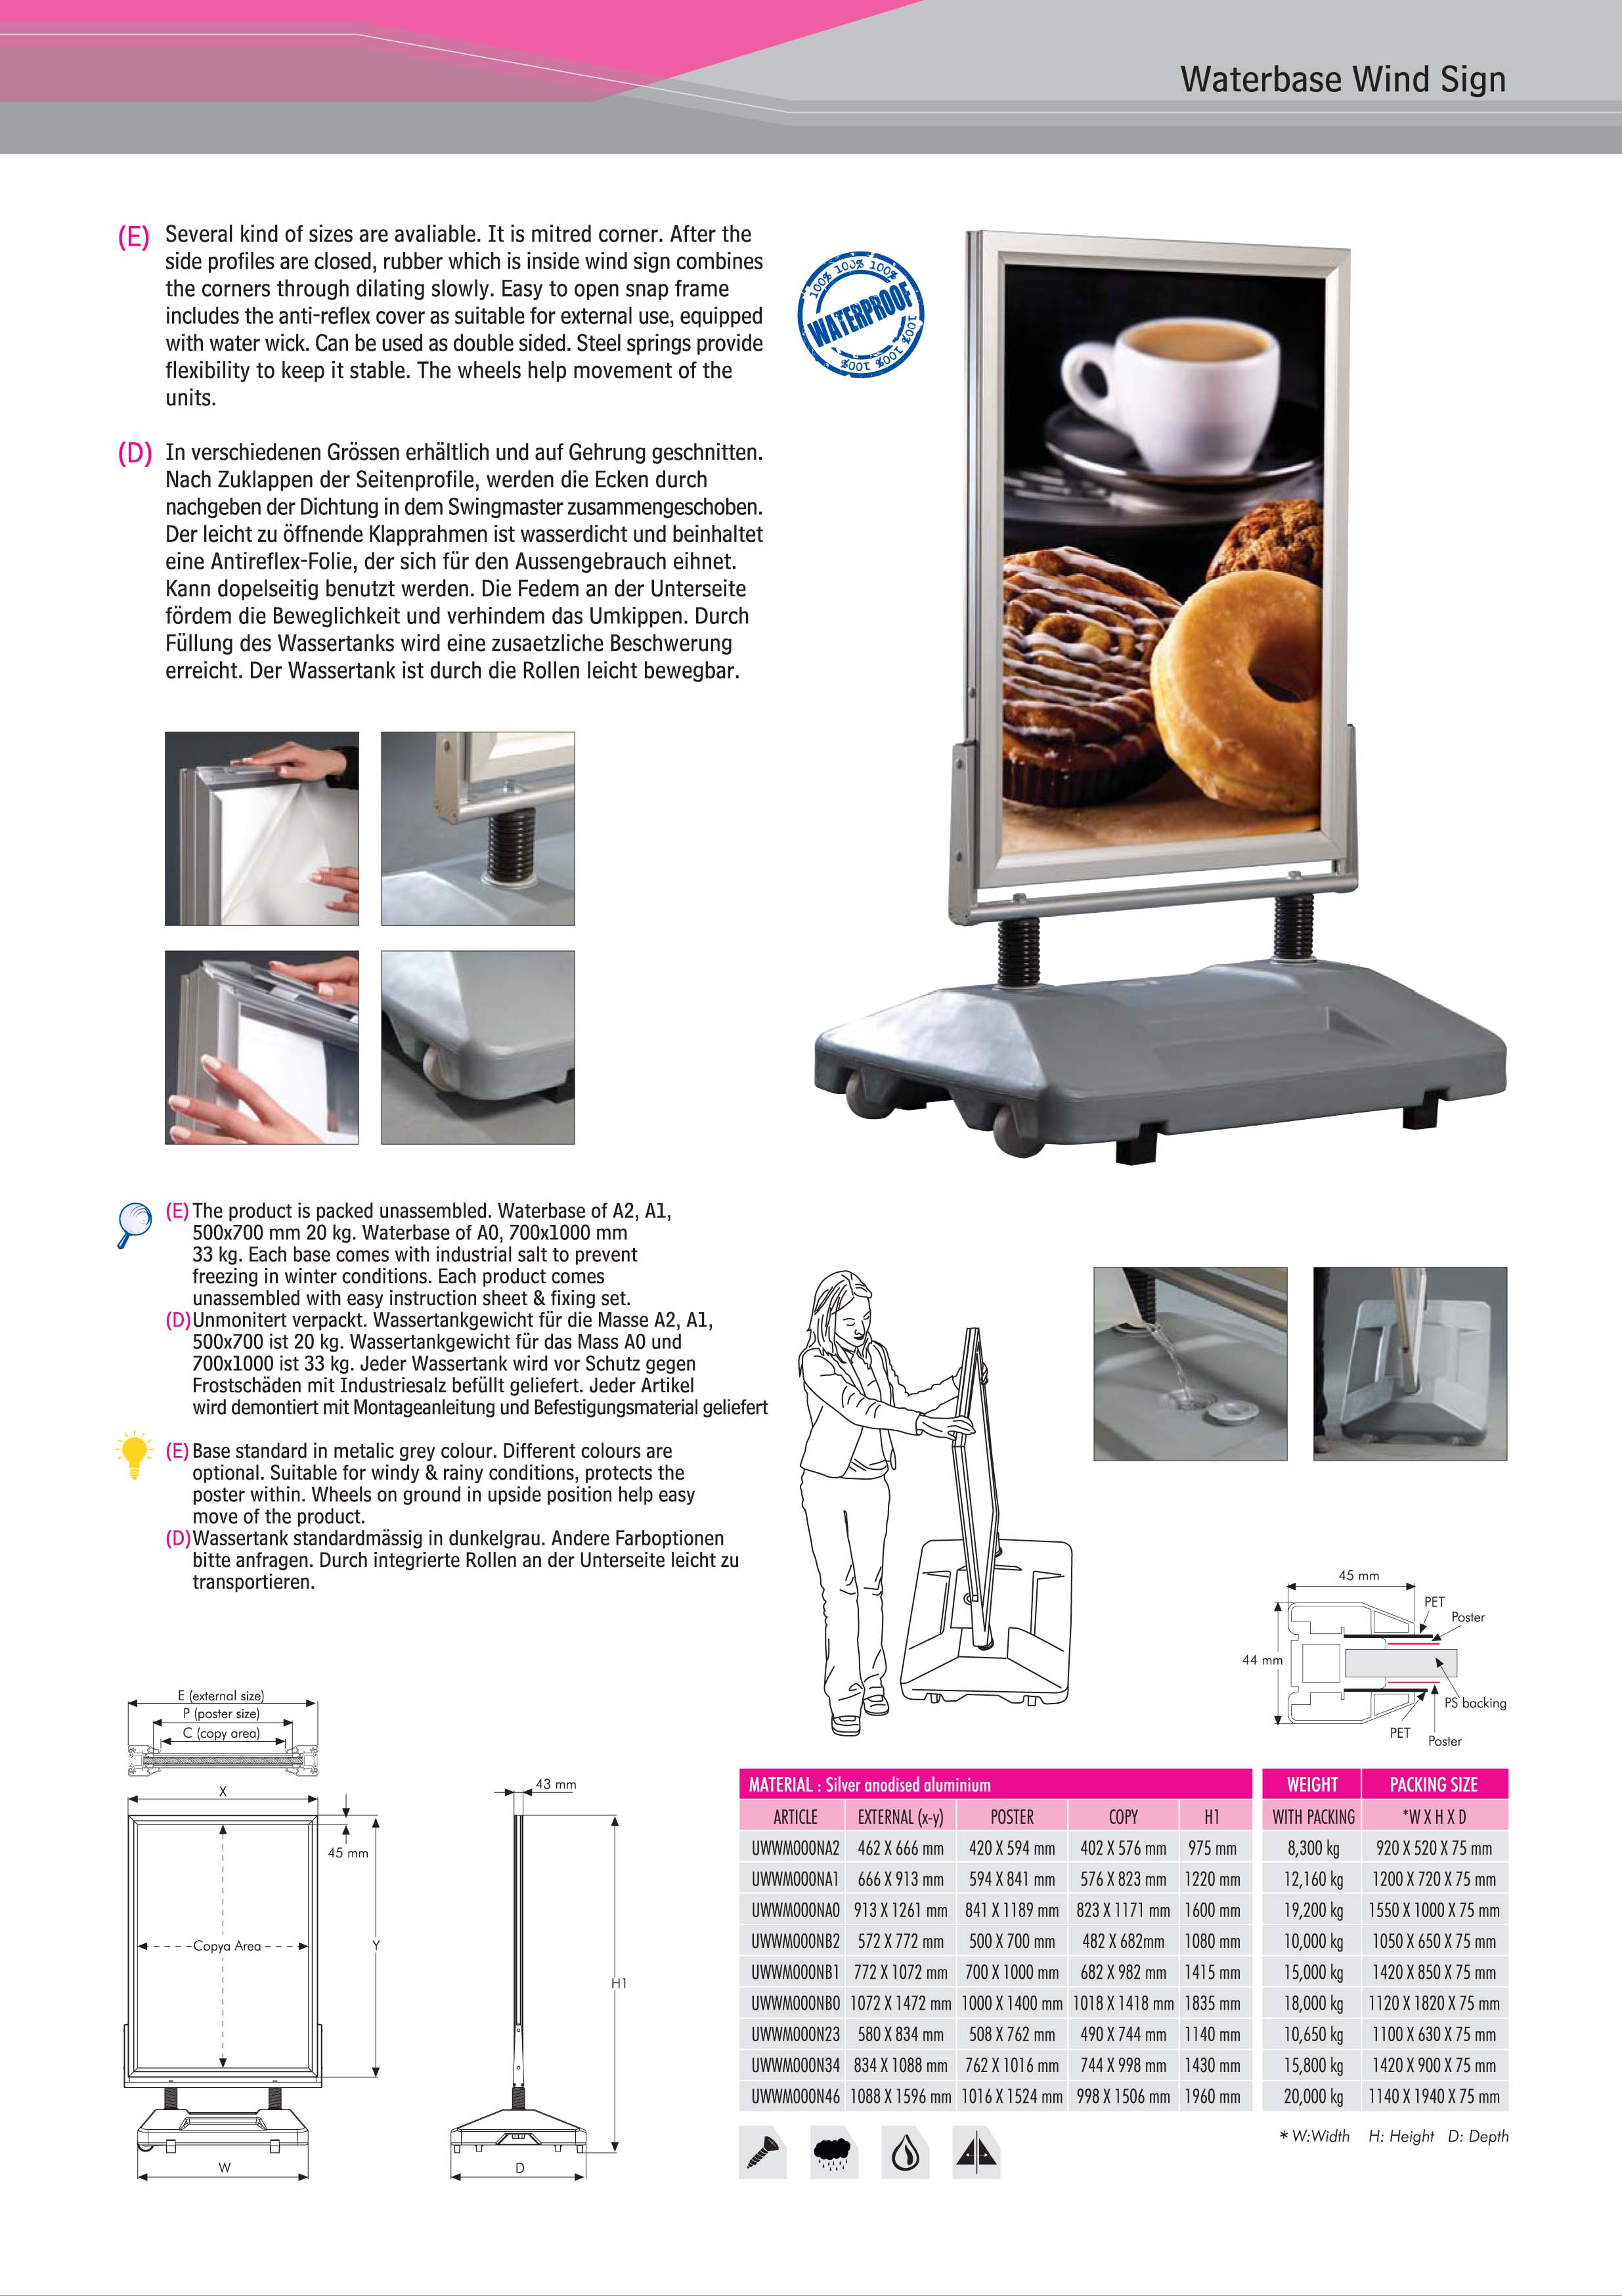 Waterbase Wind Sign
(E) Several kind of sizes are avaliable. It is mitred corner. After the
side profiles are closed, rubber which is inside wind sign combines
the corners through dilating slowly. Easy to open snap frame
includes the anti-reflex cover as suitable for external use, equipped
with water wick. Can be used as double sided. Steel springs provide
flexibility to keep it stable. The wheels help movement of the
units.
100% 100% 100%
WATERPROOF
100% 100% 100% 100%
(D) In verschiedenen Grössen erhältlich und auf Gehrung geschnitten.
Nach Zuklappen der Seitenprofile, werden die Ecken durch
nachgeben der Dichtung in dem Swingmaster zusammengeschoben.
Der leicht zu öffnende Klapprahmen ist wasserdicht und beinhaltet
eine Antireflex-Folie, der sich für den Aussengebrauch eihnet.
Kann dopelseitig benutzt werden. Die Fedem an der Unterseite
fördem die Beweglichkeit und verhindem das Umkippen. Durch
Füllung des Wassertanks wird eine zusaetzliche Beschwerung
erreicht. Der Wassertank ist durch die Rollen leicht bewegbar.
(E) The product is packed unassembled. Waterbase of A2, A1,
500x700 mm 20 kg. Waterbase of A0, 700x1000 mm
33 kg. Each base comes with industrial salt to prevent
freezing in winter conditions. Each product comes
unassembled with easy instruction sheet & fixing set.
(D) Unmonitert verpackt. Wassertankgewicht für die Masse A2, A1,
500x700 ist 20 kg. Wassertankgewicht für das Mass A0 und
700x1000 ist 33 kg. Jeder Wassertank wird vor Schutz gegen
Frostschäden mit Industriesalz befüllt geliefert. Jeder Artikel
wird demontiert mit Montageanleitung und Befestigungsmaterial geliefert
(E) Base standard in metalic grey colour. Different colours are
optional. Suitable for windy & rainy conditions, protects the
poster within. Wheels on ground in upside position help easy
move of the product.
(D) Wassertank standardmässig in dunkelgrau. Andere Farboptionen
bitte anfragen. Durch integrierte Rollen an der Unterseite leicht zu
transportieren.
45 mm
PET
Poster
44 mm
PS backing
PET
Poster
E (external size)
P (poster size)
C (copy area)
X
45 mm
Copya Area
Y
W
43 mm
H1
D
MATERIAL : Silver anodised aluminium WEIGHT PACKING SIZE
ARTICLE EXTERNAL (x-y) POSTER COPY H1 WITH PACKING *W X H X D
UWWM000NA2 462 X 666 mm 420 X 594 mm 402 X 576 mm 975 mm 8,300 kg 920 X 520 X 75 mm
UWWM000NA1 666 X 913 mm 594 X 841 mm 576 X 823 mm 1220 mm 12,160 kg 1200 X 720 X 75 mm
UWWM000NA0 913 X 1261 mm 841 X 1189 mm 823 X 1171 mm 1600 mm 19,200 kg 1550 X 1000 X 75 mm
UWWM000NB2 572 X 772 mm 500 X 700 mm 482 X 682mm 1080 mm 10,000 kg 1050 X 650 X 75 mm
UWWM000NB1 772 X 1072 mm 700 X 1000 mm 682 X 982 mm 1415 mm 15,000 kg 1420 X 850 X 75 mm
UWWM000NB0 1072 X 1472 mm 1000 X 1400 mm 1018 X 1418 mm 1835 mm 18,000 kg 1120 X 1820 X 75 mm
UWWM000N23 580 X 834 mm 508 X 762 mm 490 X 744 mm 1140 mm 10,650 kg 1100 X 630 X 75 mm
UWWM000N34 834 X 1088 mm 762 X 1016 mm 744 X 998 mm 1430 mm 15,800 kg 1420 X 900 X 75 mm
UWWM000N46 1088 X 1596 mm 1016 X 1524 mm 998 X 1506 mm 1960 mm 20,000 kg 1140 X 1940 X 75 mm
* W:Width H: Height D: Depth